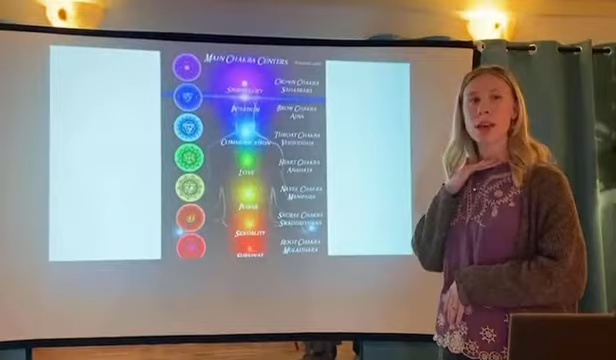 Main Chakra Centers
Crown Chakra
Sahasrara
Spirituality
Brow Chakra
Ajna
Intuition
Throat Chakra
Vishuddha
Communication
Heart Chakra
Anahata
Love
Navel Chakra
Manipura
Power
Sacral Chakra
Sexuality
Root Chakra
Muladhara